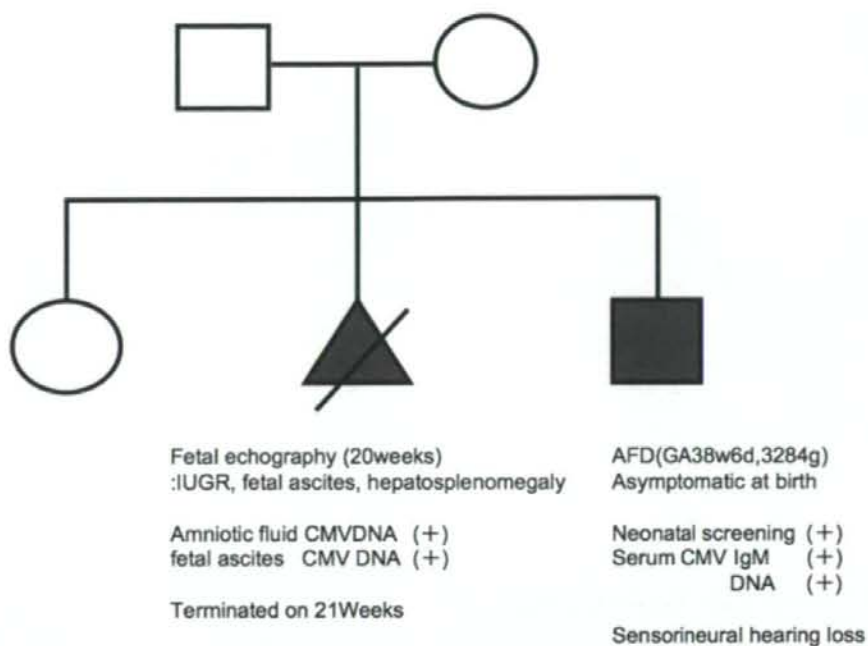 Fetal echography (20weeks)
:IUGR, fetal ascites, hepatosplenomegaly
Amniotic fluid CMVDNA (+)
fetal ascites CMV DNA (+)
Terminated on 21Weeks
AFD(GA38w6d,3284g)
Asymptomatic at birth
Neonatal screening (+)
Serum CMV IgM (+)
DNA (+)
Sensorineural hearing loss